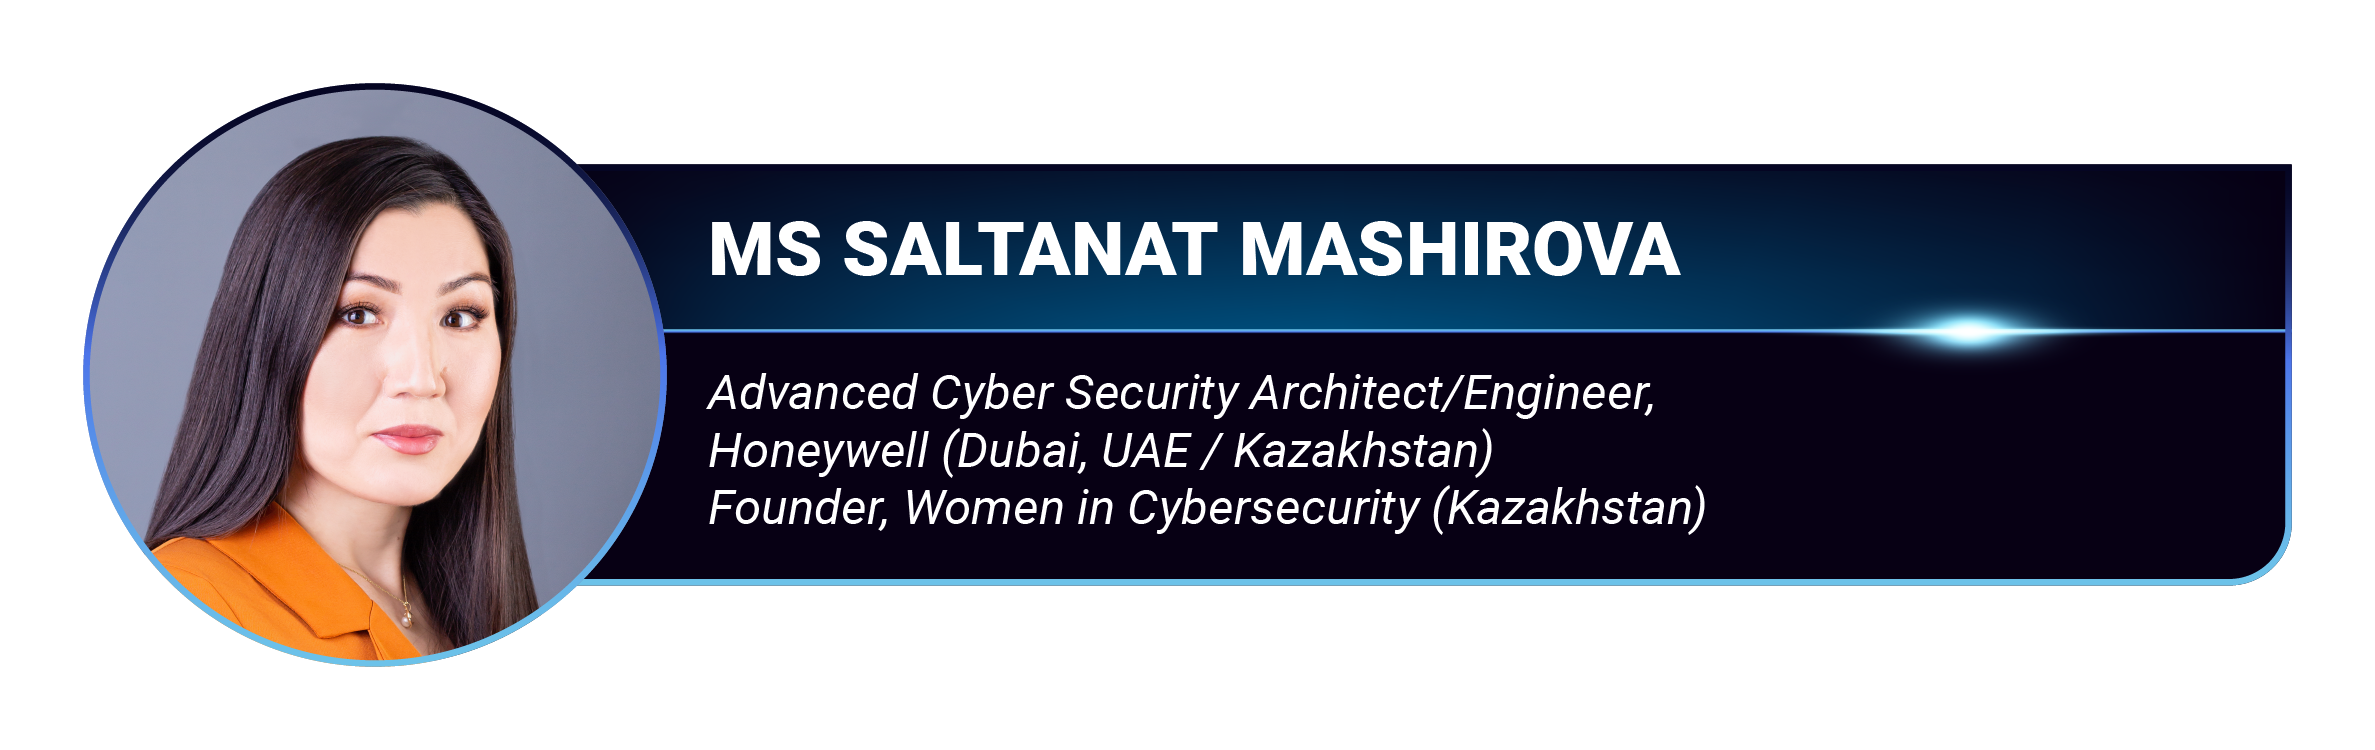 MS SALTANAT MASHIROVA
Advanced Cyber Security Architect/Engineer,
Honeywell (Dubai, UAE / Kazakhstan)
Founder, Women in Cybersecurity (Kazakhstan)